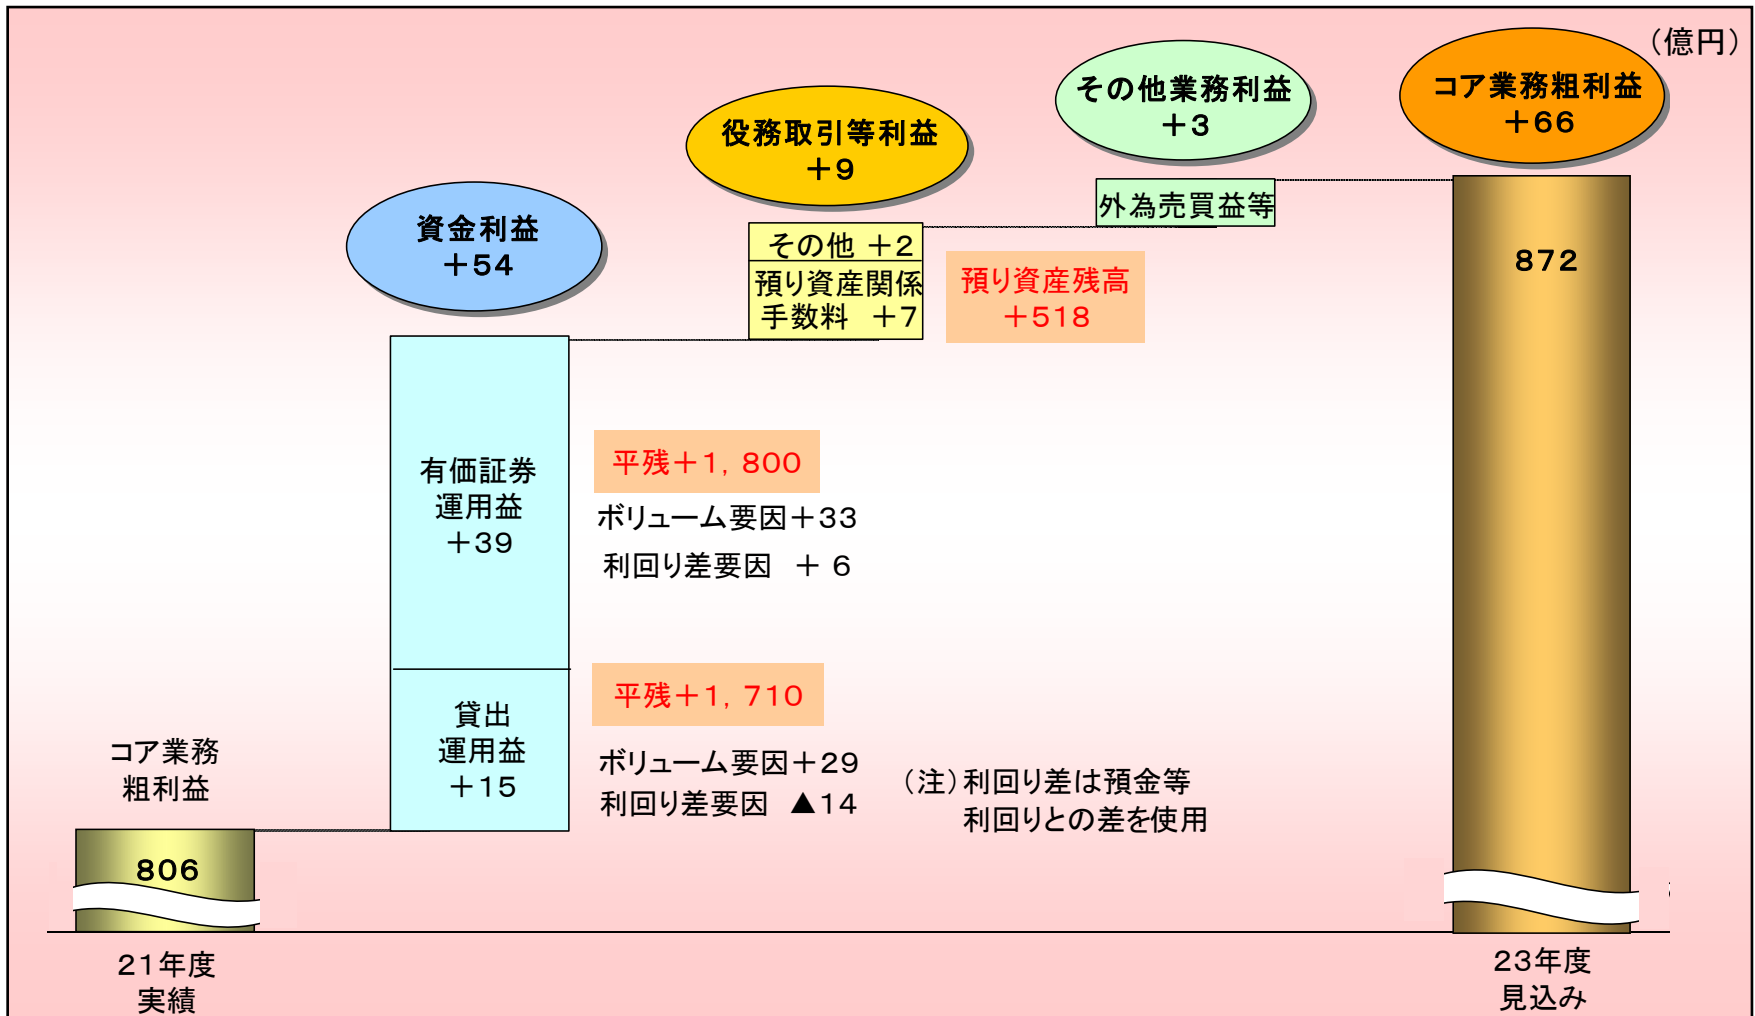 （億円）
コア業務粗利益
＋66
その他業務利益
＋3
役務取引等利益
＋9
資金利益
＋54
外為売買益等
その他 ＋2
預り資産関係
手数料 ＋7
預り資産残高
＋518
872
有価証券
運用益
＋39
平残＋1，800
ボリューム要因＋33
利回り差要因 ＋ 6
貸出
運用益
＋15
平残＋1，710
ボリューム要因＋29
利回り差要因 ▲14
（注）利回り差は預金等
利回りとの差を使用
コア業務
粗利益
806
21年度
実績
23年度
見込み